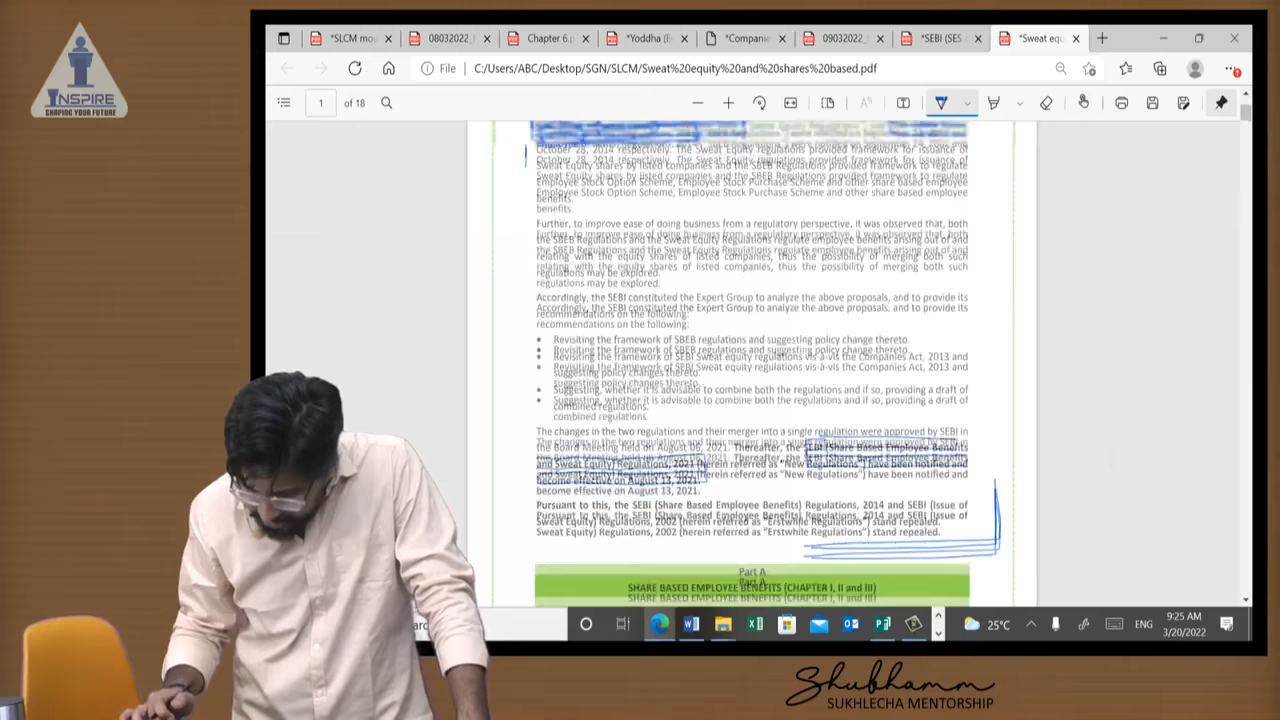 INSPIRE
SHAPING YOUR FUTURE
*SLCM mo
08032022_
Chapter 6.p
*Yoddha (E
*Companie
09032022_
*SEBI (SES
*Sweat equ
File
C:/Users/ABC/Desktop/SGN/SLCM/Sweat%20equity%20and%20shares%20based.pdf
1 of 18
October 28, 2014 respectively. The Sweat Equity regulations provided framework for issuance of
Sweat Equity shares by listed companies and the SBEB Regulations provided framework to regulate
Employee Stock Option Scheme, Employee Stock Purchase Scheme and other share based employee
benefits.
Further, to improve ease of doing business from a regulatory perspective, it was observed that, both
the SBEB Regulations and the Sweat Equity Regulations regulate employee benefits arising out of and
relating with the equity shares of listed companies, thus the possibility of merging both such
regulations may be explored.
Accordingly, the SEBI constituted the Expert Group to analyze the above proposals, and to provide its
recommendations on the following:
• Revisiting the framework of SBEB regulations and suggesting policy change thereto.
• Revisiting the framework of SEBI Sweat equity regulations vis-à-vis the Companies Act, 2013 and
suggesting policy changes thereto.
• Suggesting, whether it is advisable to combine both the regulations and if so, providing a draft of
combined regulations.
The changes in the two regulations and their merger into a single regulation were approved by SEBI in
the Board Meeting held on August 06, 2021. Thereafter, the SEBI (Share Based Employee Benefits
and Sweat Equity) Regulations, 2021 (herein referred as "New Regulations") have been notified and
become effective on August 13, 2021.
Pursuant to this, the SEBI (Share Based Employee Benefits) Regulations, 2014 and SEBI (Issue of
Sweat Equity) Regulations, 2002 (herein referred as "Erstwhile Regulations") stand repealed.
Part A
SHARE BASED EMPLOYEE BENEFITS (CHAPTER I, II and III)
25°C
ENG
9:25 AM
3/20/2022
Shubhamm
SUKHLECHA MENTORSHIP